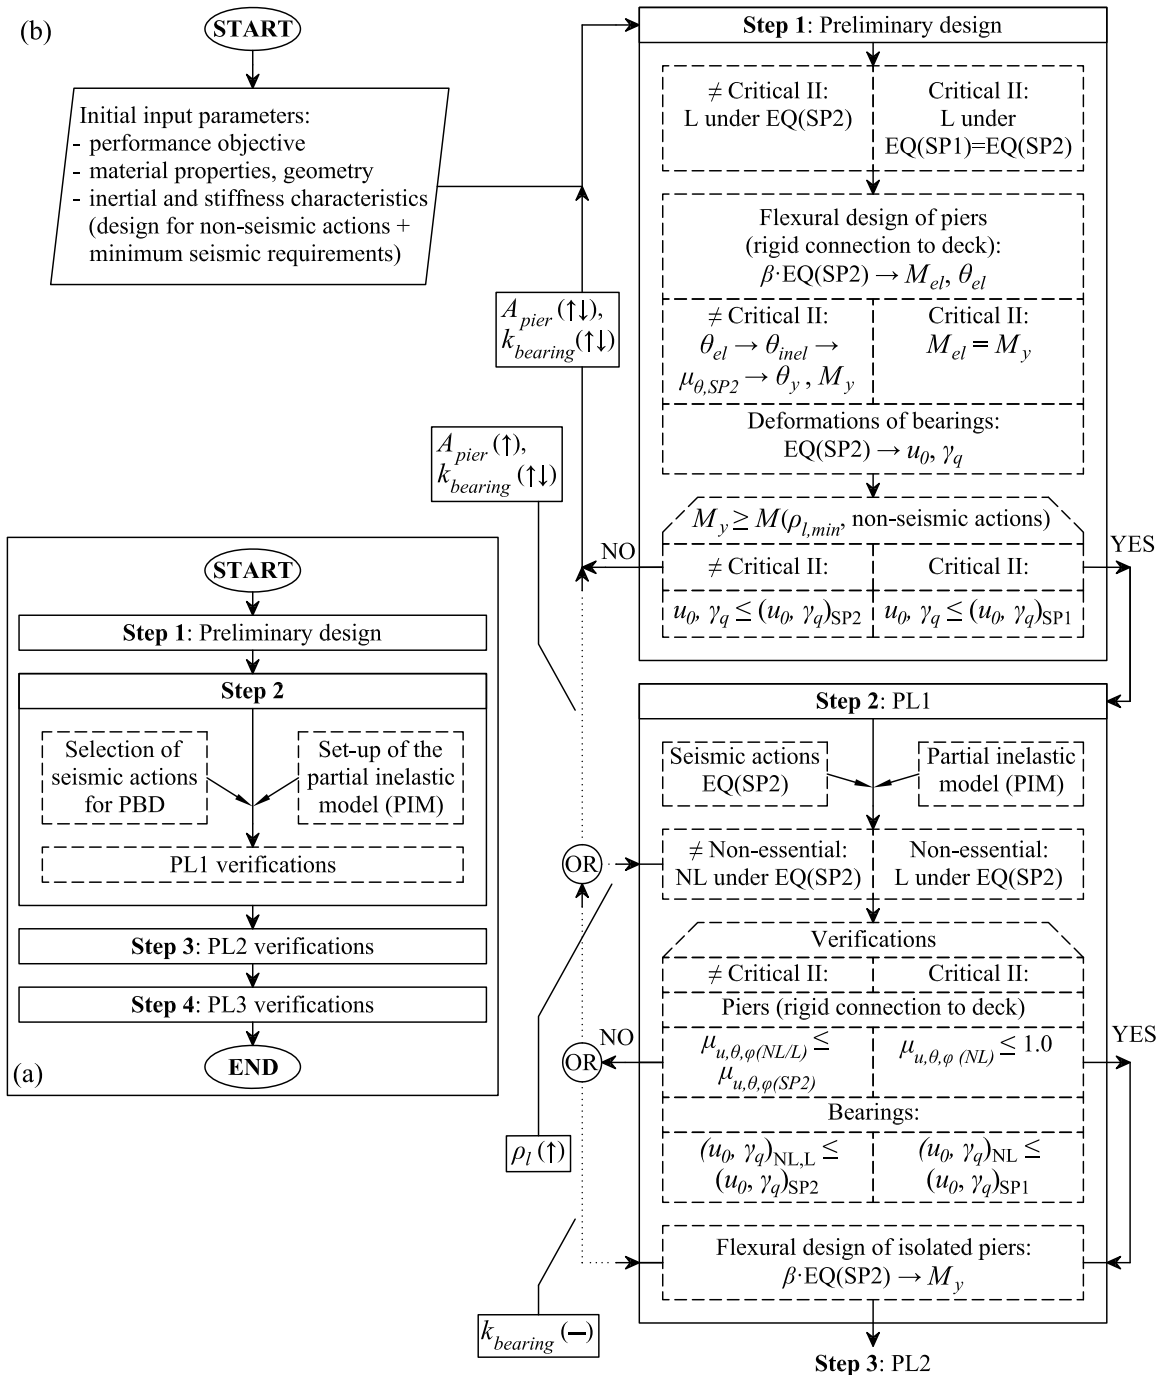 (b)
START
Initial input parameters:
- performance objective
- material properties, geometry
- inertial and stiffness characteristics
(design for non-seismic actions +
minimum seismic requirements)
A_pier (↑↓),
k_bearing (↑↓)
A_pier (↑),
k_bearing (↑↓)
Step 1: Preliminary design
≠ Critical II:
L under EQ(SP2)
Critical II:
L under
EQ(SP1)=EQ(SP2)
Flexural design of piers
(rigid connection to deck):
β·EQ(SP2) → M_el, θ_el
≠ Critical II:
θ_el → θ_inel →
μ_θ,SP2 → θ_y , M_y
Critical II:
M_el = M_y
Deformations of bearings:
EQ(SP2) → u_0, γ_q
M_y ≥ M(ρ_l,min, non-seismic actions)
NO
YES
≠ Critical II:
Critical II:
u_0, γ_q ≤ (u_0, γ_q)_SP2
u_0, γ_q ≤ (u_0, γ_q)_SP1
Step 2: PL1
Seismic actions
EQ(SP2)
Partial inelastic
model (PIM)
OR
≠ Non-essential:
NL under EQ(SP2)
Non-essential:
L under EQ(SP2)
Verifications
≠ Critical II:
Critical II:
Piers (rigid connection to deck)
OR
NO
YES
μ_u,θ,φ(NL/L) ≤
μ_u,θ,φ(SP2)
μ_u,θ,φ (NL) ≤ 1.0
Bearings:
(u_0, γ_q)_NL,L ≤
(u_0, γ_q)_SP2
(u_0, γ_q)_NL ≤
(u_0, γ_q)_SP1
ρ_l (↑)
Flexural design of isolated piers:
β·EQ(SP2) → M_y
k_bearing (–)
Step 3: PL2
START
Step 1: Preliminary design
Step 2
Selection of
seismic actions
for PBD
Set-up of the
partial inelastic
model (PIM)
PL1 verifications
Step 3: PL2 verifications
Step 4: PL3 verifications
END
(a)